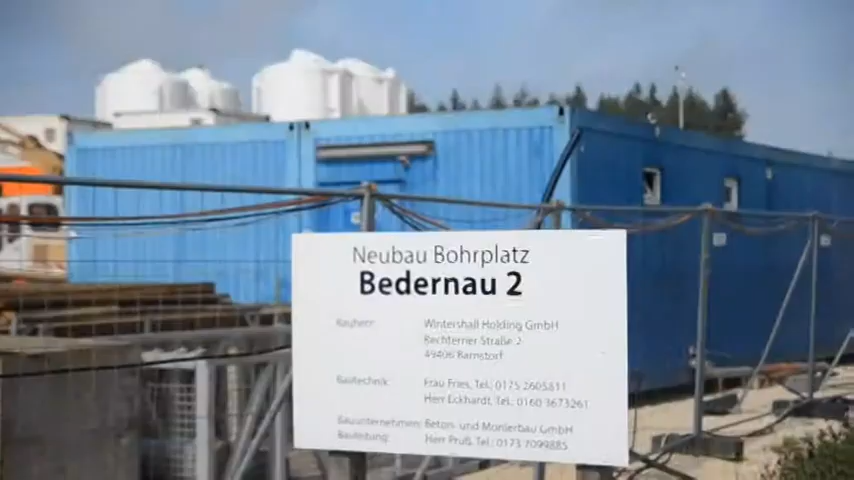 Neubau Bohrplatz
Bedernau 2
Bauherr: Wintershall Holding GmbH
Rechterner Straße 2
49406 Barnstorf
Bautechnik: Frau Fries, Tel.: 0175 2605811
Herr Eckhardt, Tel.: 0160 3673261
Bauunternehmen: Beton- und Monierbau GmbH
Bauleitung: Herr Pruß, Tel.: 0173 7099885